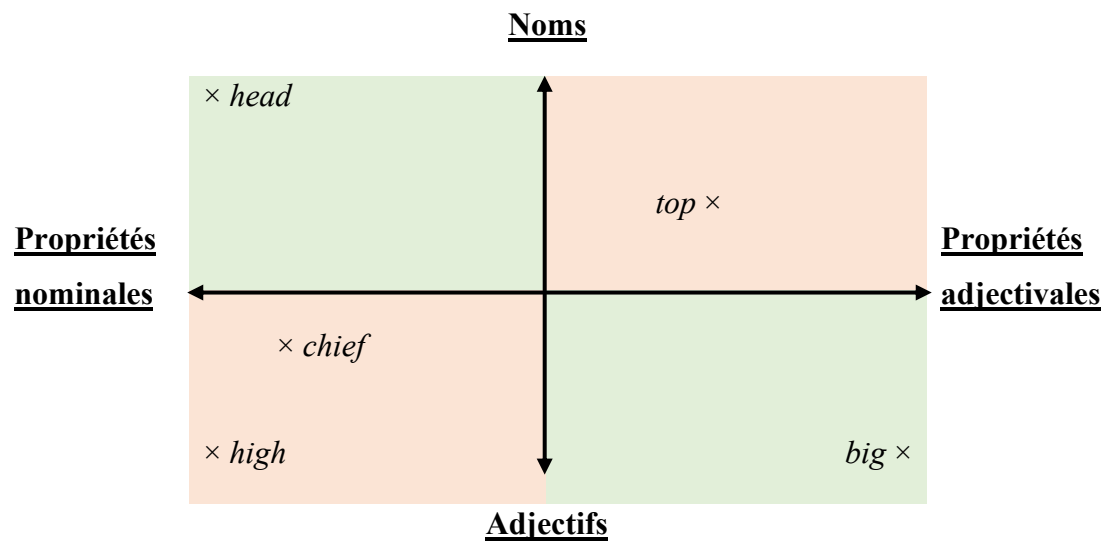 Noms
× head
top ×
Propriétés
nominales
Propriétés
adjectivales
× chief
× high
big ×
Adjectifs